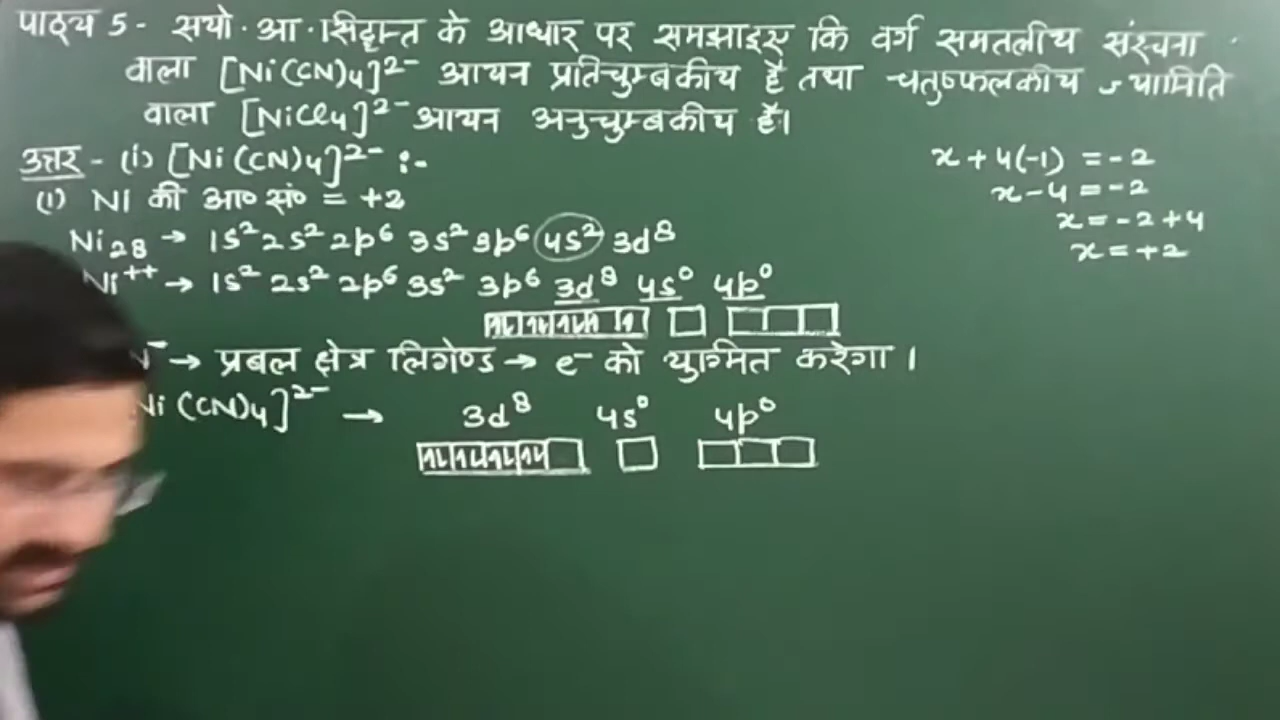 पाठ्य 5 - सयो. आ. सिद्धान्त के आधार पर समझाइए कि वर्ग समतलीय संरचना
वाला [Ni(CN)4]2- आयन प्रतिचुम्बकीय है तथा चतुष्फलकीय ज्यामिति
वाला [NiCl4]2- आयन अनुचुम्बकीय है।
उत्तर - (i) [Ni(CN)4]2- :-
(1) Ni की आ० सं० = +2
Ni28 → 1s2 2s2 2p6 3s2 3p6 4s2 3d8
Ni++ → 1s2 2s2 2p6 3s2 3p6 3d8 4s0 4p0
N- → प्रबल क्षेत्र लिगेण्ड → e- को युग्मित करेगा।
Ni(CN)4]2- → 3d8 4s0 4p0
x + 4(-1) = -2
x - 4 = -2
x = -2 + 4
x = +2